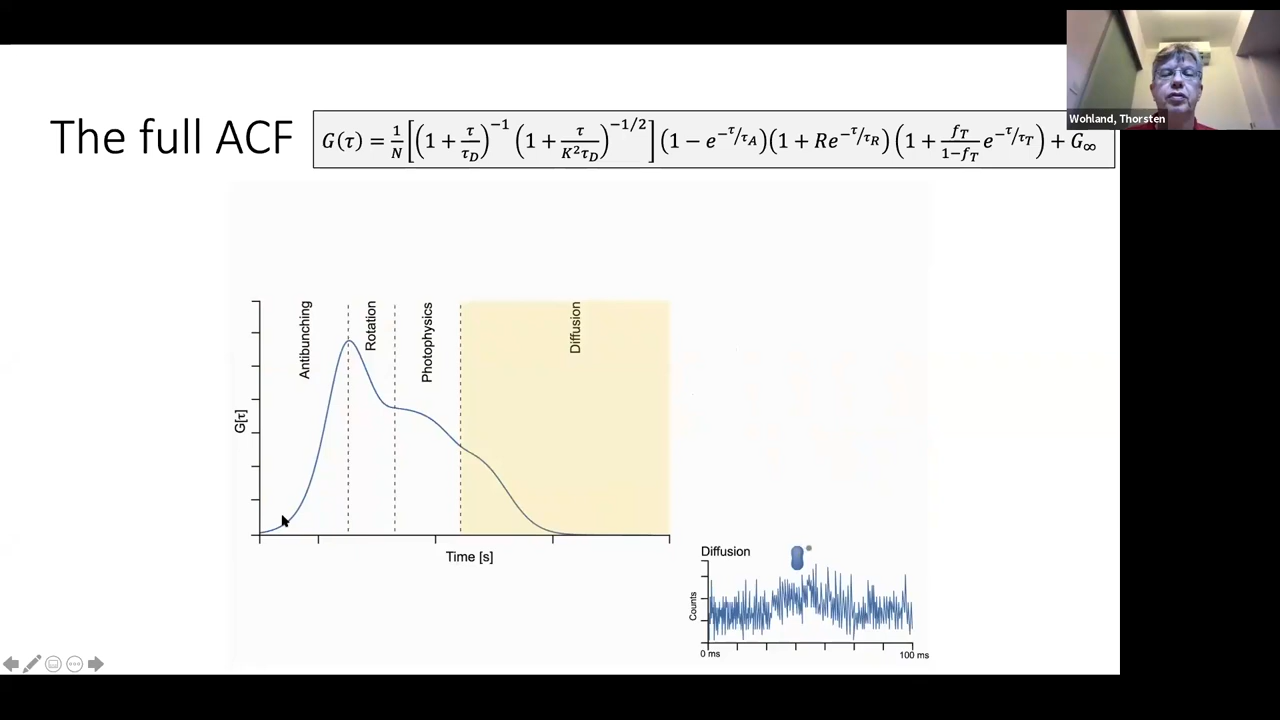 Wohland, Thorsten
The full ACF
G(τ) = 1/N [(1 + τ/τ_D)^−1 (1 + τ/(K²τ_D))^−1/2] (1 − e^−τ/τ_A)(1 + Re^−τ/τ_R)(1 + f_T/(1−f_T) e^−τ/τ_T) + G_∞
Antibunching
Rotation
Photophysics
Diffusion
G[τ]
Time [s]
Diffusion
Counts
0 ms
100 ms